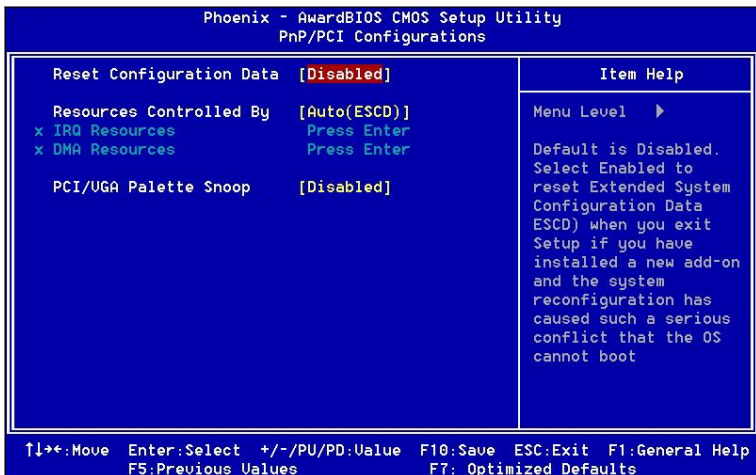 Phoenix - AwardBIOS CMOS Setup Utility
PnP/PCI Configurations
Reset Configuration Data [Disabled]
Resources Controlled By [Auto(ESCD)]
x IRQ Resources Press Enter
x DMA Resources Press Enter
PCI/VGA Palette Snoop [Disabled]
Item Help
Menu Level ▶
Default is Disabled.
Select Enabled to
reset Extended System
Configuration Data
ESCD) when you exit
Setup if you have
installed a new add-on
and the system
reconfiguration has
caused such a serious
conflict that the OS
cannot boot
↑↓→←:Move Enter:Select +/-/PU/PD:Value F10:Save ESC:Exit F1:General Help
F5:Previous Values F7: Optimized Defaults